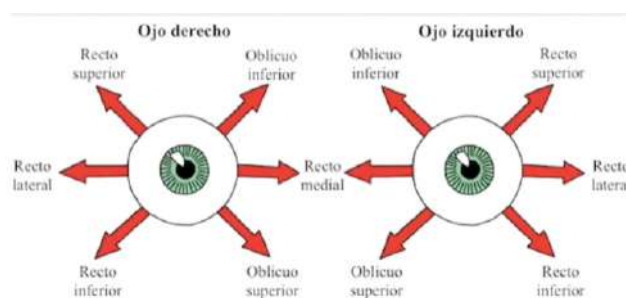 Ojo derecho
Ojo izquierdo
Recto
superior
Oblicuo
inferior
Oblicuo
inferior
Recto
superior
Recto
lateral
Recto
medial
Recto
lateral
Recto
inferior
Oblicuo
superior
Oblicuo
superior
Recto
inferior